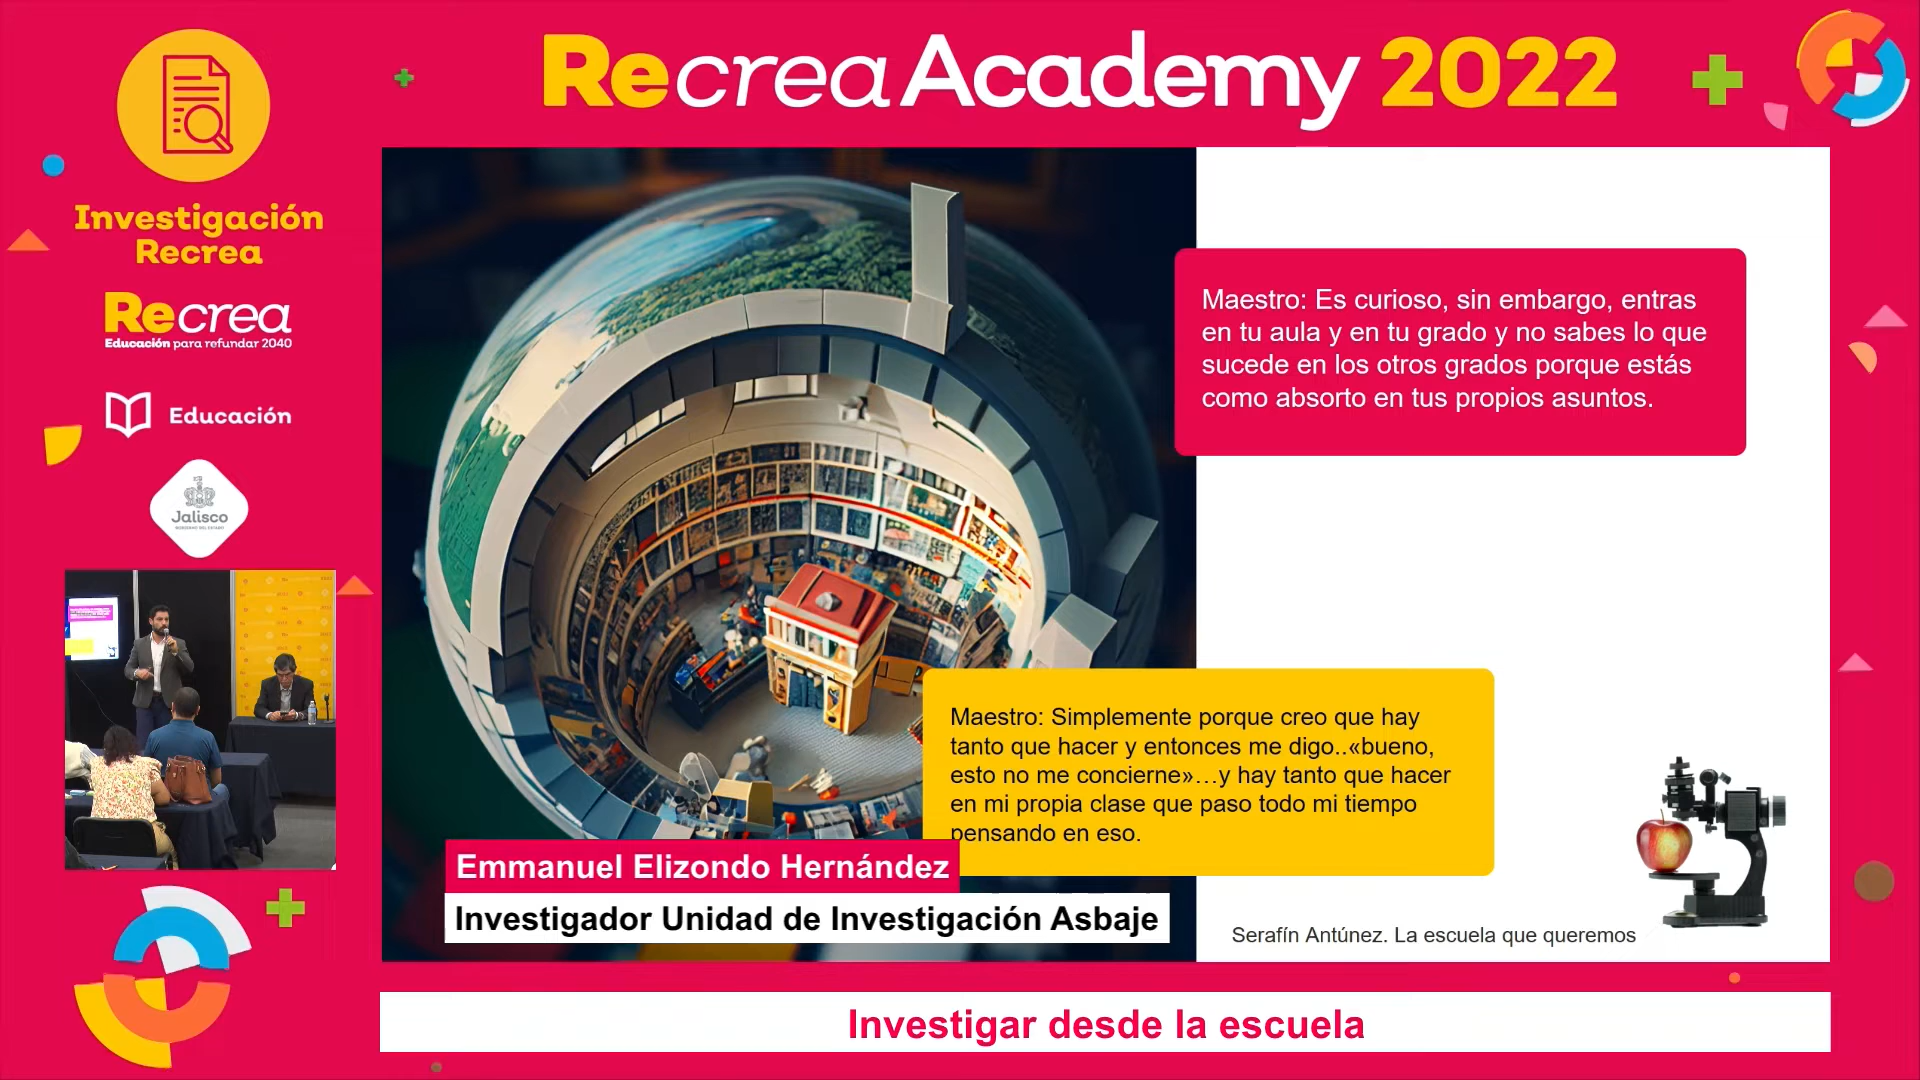 RecreaAcademy 2022
Investigación
Recrea
Recrea
Educación para refundar 2040
Educación
Jalisco
GOBIERNO DEL ESTADO
Maestro: Es curioso, sin embargo, entras
en tu aula y en tu grado y no sabes lo que
sucede en los otros grados porque estás
como absorto en tus propios asuntos.
Maestro: Simplemente porque creo que hay
tanto que hacer y entonces me digo..«bueno,
esto no me concierne»…y hay tanto que hacer
en mi propia clase que paso todo mi tiempo
pensando en eso.
Emmanuel Elizondo Hernández
Investigador Unidad de Investigación Asbaje
Serafín Antúnez. La escuela que queremos
Investigar desde la escuela